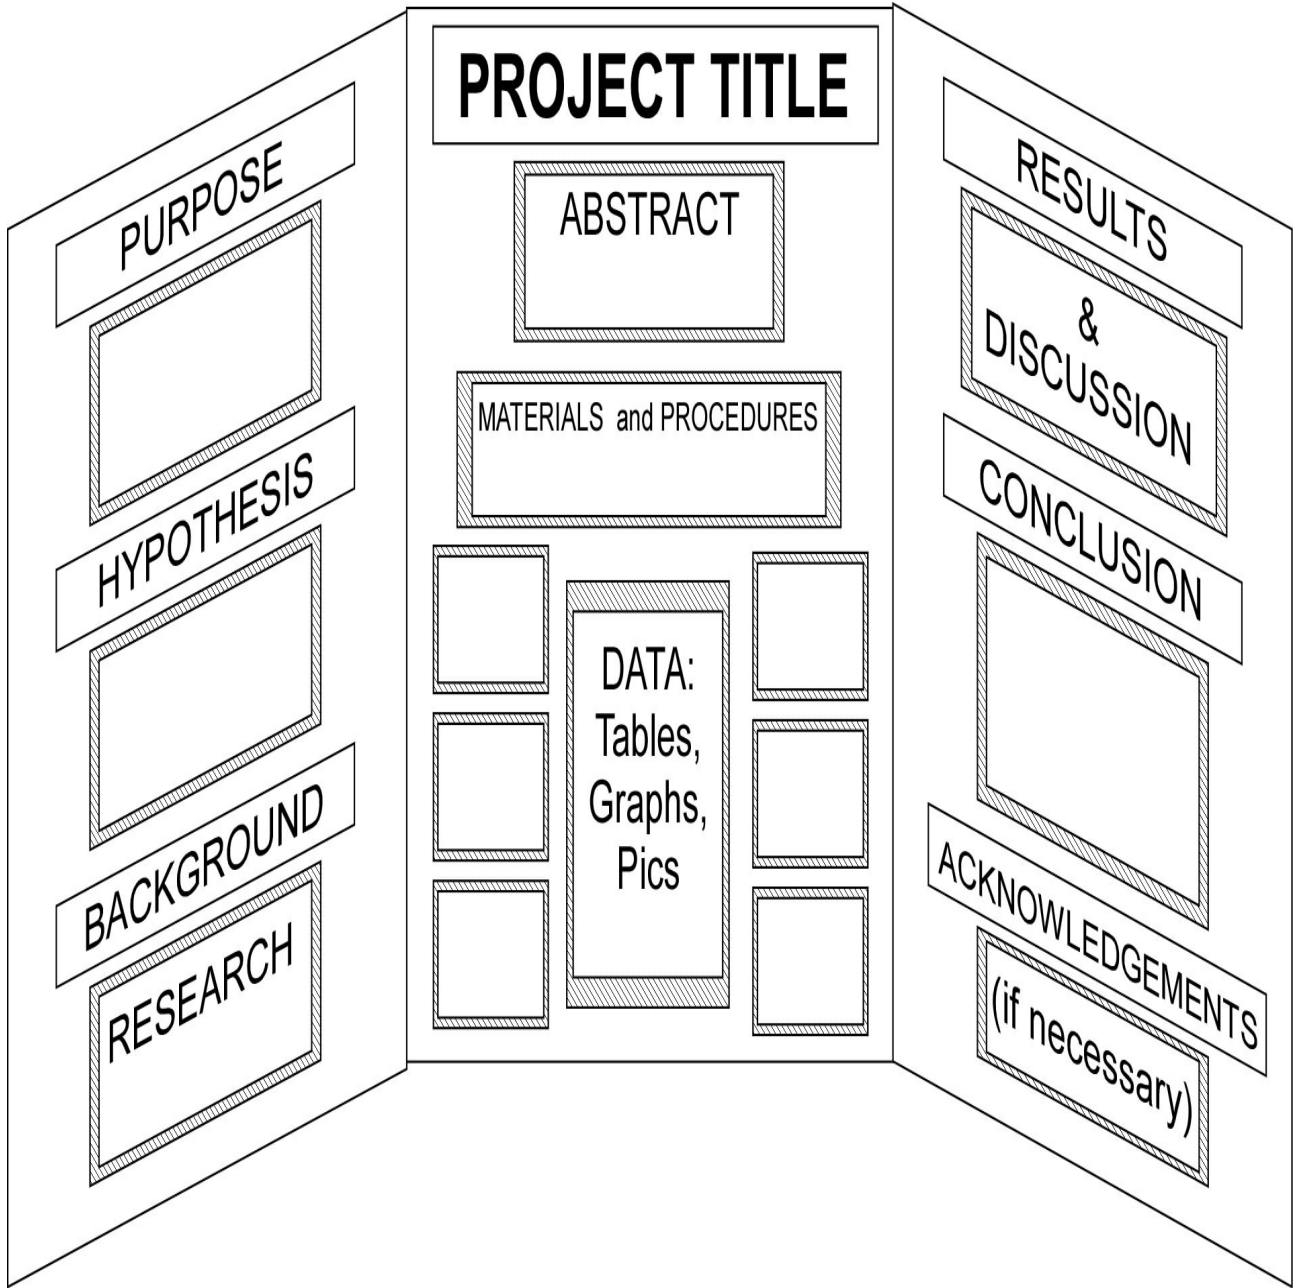 PURPOSE
HYPOTHESIS
BACKGROUND
RESEARCH
PROJECT TITLE
ABSTRACT
MATERIALS and PROCEDURES
DATA:
Tables,
Graphs,
Pics
RESULTS
&
DISCUSSION
CONCLUSION
ACKNOWLEDGEMENTS
(if necessary)